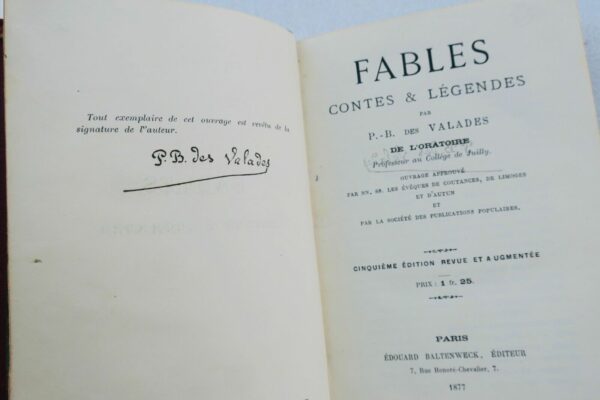 Tout exemplaire de cet ouvrage est revêtu de la
signature de l'auteur.
P.B. des Valades
FABLES
CONTES & LÉGENDES
PAR
P.-B. DES VALADES
DE L'ORATOIRE
Professeur au Collège de Juilly.
OUVRAGE APPROUVÉ
PAR NN. SS. LES ÉVÊQUES DE COUTANCES, DE LIMOGES
ET D'AUTUN
ET
PAR LA SOCIÉTÉ DES PUBLICATIONS POPULAIRES.
CINQUIÈME ÉDITION REVUE ET AUGMENTÉE
PRIX : 1 fr. 25.
PARIS
ÉDOUARD BALTENWECK, ÉDITEUR
7, Rue Honoré-Chevalier, 7.
1877